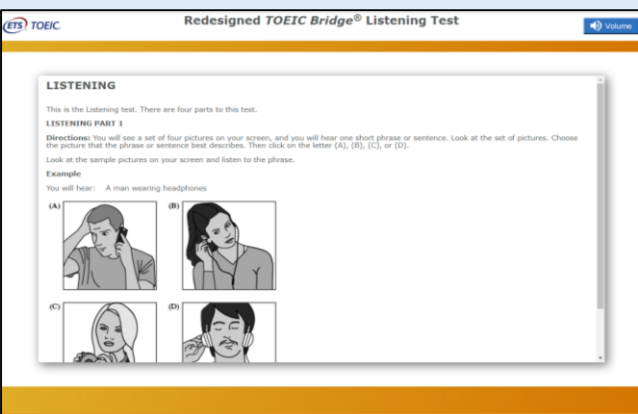 ETS TOEIC.
Redesigned TOEIC Bridge® Listening Test
Volume
LISTENING
This is the Listening test. There are four parts to this test.
LISTENING PART 1
Directions: You will see a set of four pictures on your screen, and you will hear one short phrase or sentence. Look at the set of pictures. Choose
the picture that the phrase or sentence best describes. Then click on the letter (A), (B), (C), or (D).
Look at the sample pictures on your screen and listen to the phrase.
Example
You will hear: A man wearing headphones
(A) (B)
(C) (D)